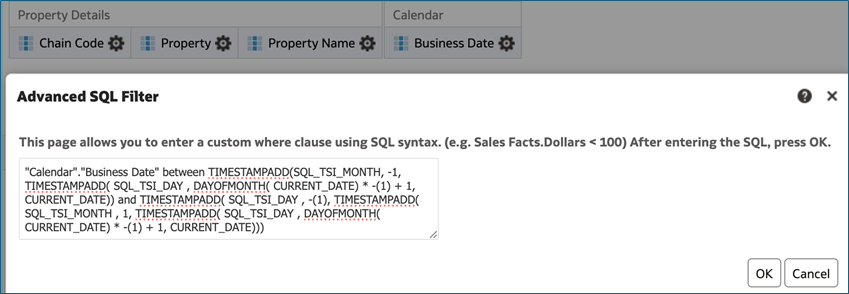 Property Details Calendar
Chain Code Property Property Name Business Date
Advanced SQL Filter
This page allows you to enter a custom where clause using SQL syntax. (e.g. Sales Facts.Dollars < 100) After entering the SQL, press OK.
"Calendar"."Business Date" between TIMESTAMPADD(SQL_TSI_MONTH, -1,
TIMESTAMPADD( SQL_TSI_DAY , DAYOFMONTH( CURRENT_DATE) * -(1) + 1,
CURRENT_DATE)) and TIMESTAMPADD( SQL_TSI_DAY , -(1), TIMESTAMPADD(
SQL_TSI_MONTH , 1, TIMESTAMPADD( SQL_TSI_DAY , DAYOFMONTH(
CURRENT_DATE) * -(1) + 1, CURRENT_DATE)))
OK Cancel